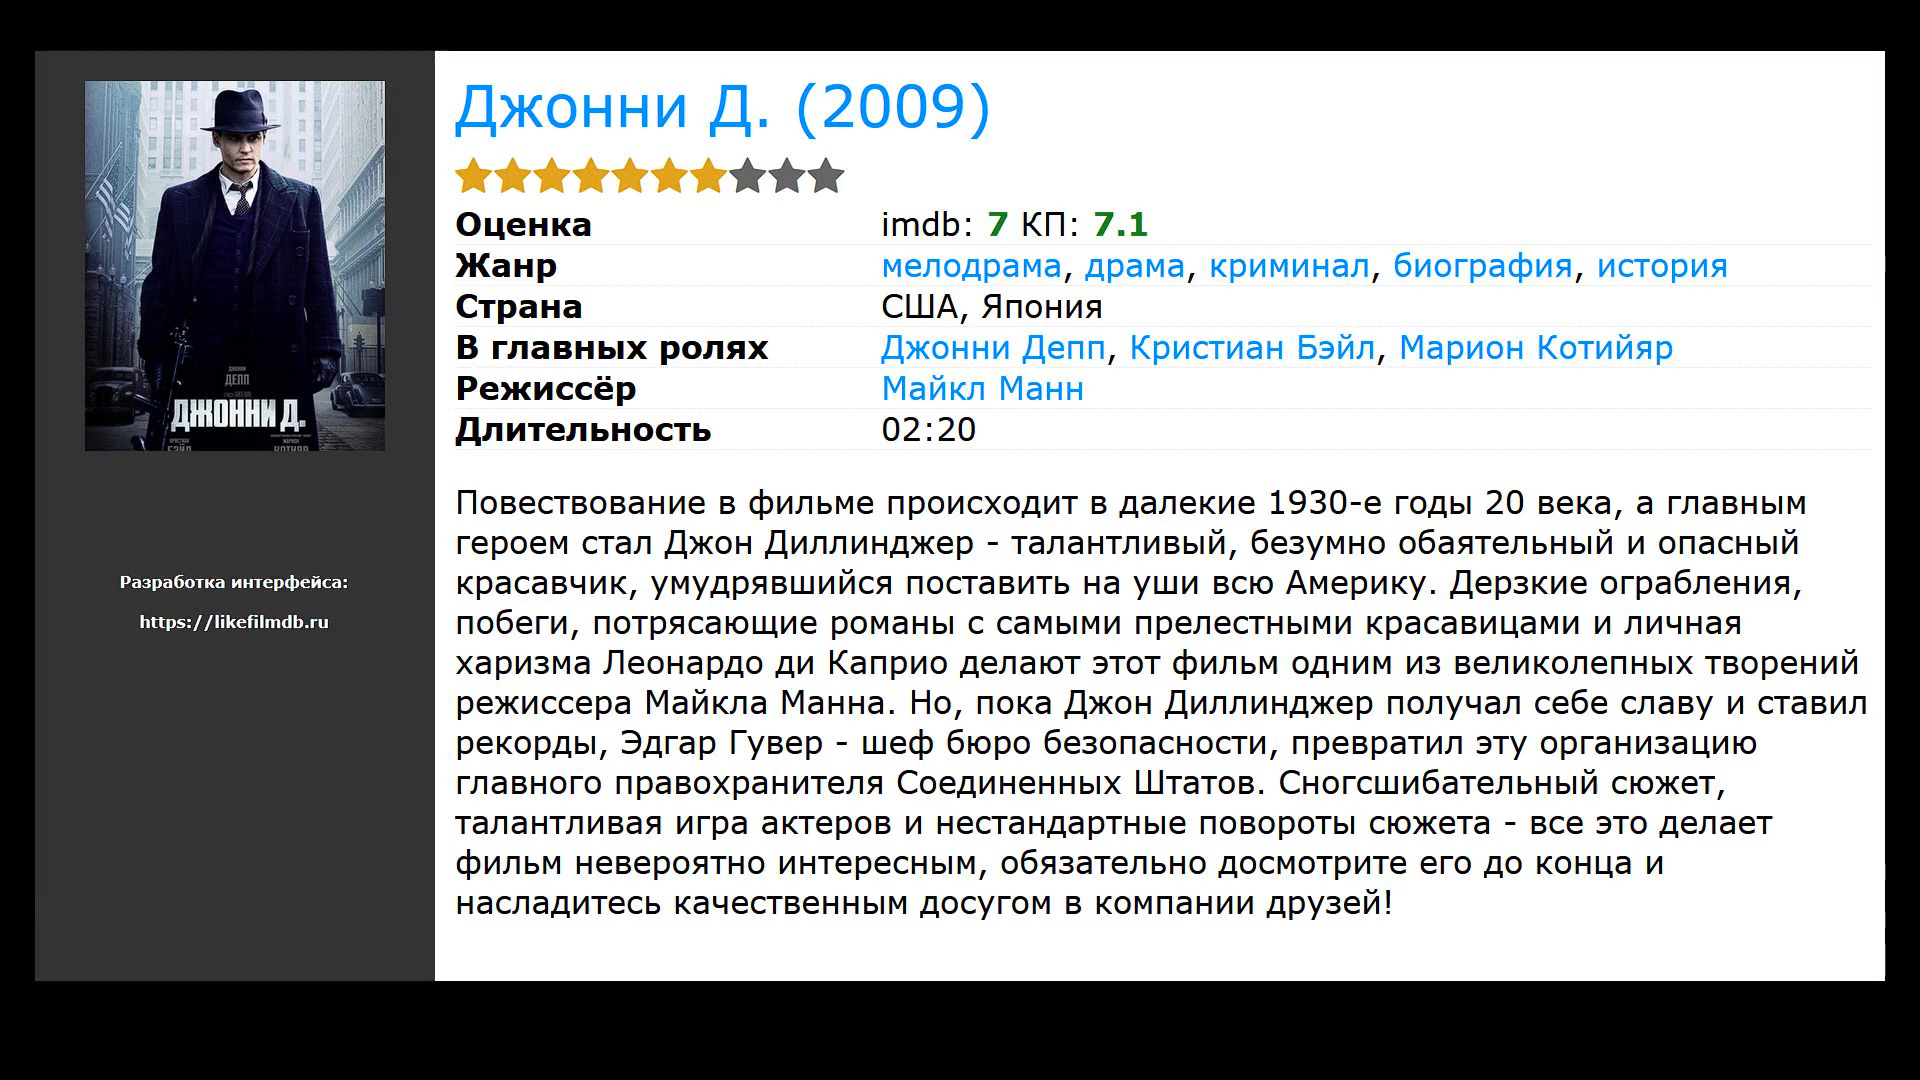 Джонни Д. (2009)
Оценка imdb: 7 КП: 7.1
Жанр мелодрама, драма, криминал, биография, история
Страна США, Япония
В главных ролях Джонни Депп, Кристиан Бэйл, Марион Котийяр
Режиссёр Майкл Манн
Длительность 02:20
Повествование в фильме происходит в далекие 1930-е годы 20 века, а главным
героем стал Джон Диллинджер - талантливый, безумно обаятельный и опасный
красавчик, умудрявшийся поставить на уши всю Америку. Дерзкие ограбления,
побеги, потрясающие романы с самыми прелестными красавицами и личная
харизма Леонардо ди Каприо делают этот фильм одним из великолепных творений
режиссера Майкла Манна. Но, пока Джон Диллинджер получал себе славу и ставил
рекорды, Эдгар Гувер - шеф бюро безопасности, превратил эту организацию
главного правохранителя Соединенных Штатов. Сногсшибательный сюжет,
талантливая игра актеров и нестандартные повороты сюжета - все это делает
фильм невероятно интересным, обязательно досмотрите его до конца и
насладитесь качественным досугом в компании друзей!
ДЖОННИ
ДЕПП
ДЖОННИ Д.
КРИСТИАН
БЭЙЛ
МАРИОН
КОТИЯР
Разработка интерфейса:
https://likefilmdb.ru